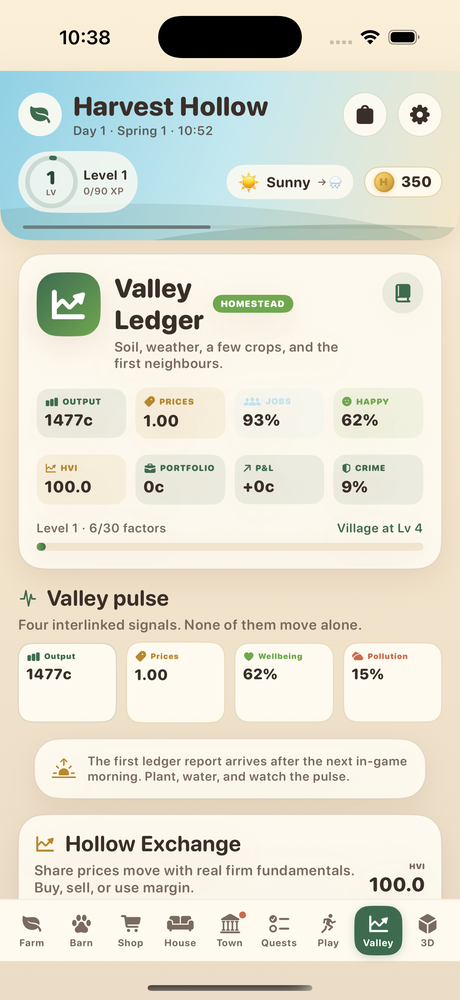 10:38
Harvest Hollow
Day 1 · Spring 1 · 10:52
1
LV
Level 1
0/90 XP
Sunny →
H
350
Valley
Ledger
HOMESTEAD
Soil, weather, a few crops, and the
first neighbours.
OUTPUT
1477c
PRICES
1.00
JOBS
93%
HAPPY
62%
HVI
100.0
PORTFOLIO
0c
P&L
+0c
CRIME
9%
Level 1 · 6/30 factors
Village at Lv 4
Valley pulse
Four interlinked signals. None of them move alone.
Output
1477c
Prices
1.00
Wellbeing
62%
Pollution
15%
The first ledger report arrives after the next in-game
morning. Plant, water, and watch the pulse.
Hollow Exchange
Share prices move with real firm fundamentals.
Buy, sell, or use margin.
HVI
100.0
Farm
Barn
Shop
House
Town
Quests
Play
Valley
3D